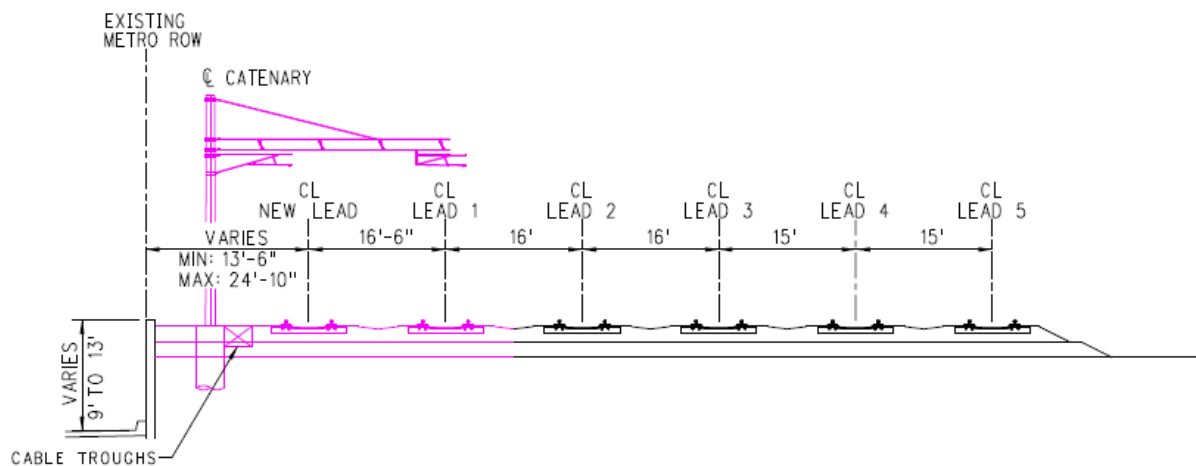 EXISTING
METRO ROW
℄ CATENARY
CL
NEW LEAD
CL
LEAD 1
CL
LEAD 2
CL
LEAD 3
CL
LEAD 4
CL
LEAD 5
VARIES
MIN: 13'-6"
MAX: 24'-10"
16'-6"
16'
16'
15'
15'
VARIES
9' TO 13'
CABLE TROUGHS